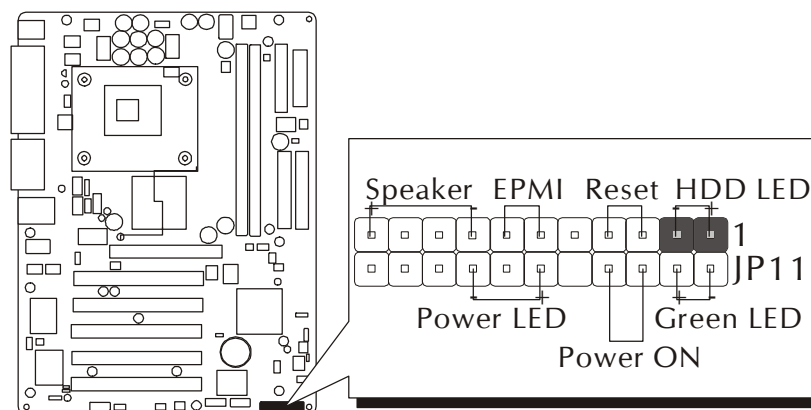 Speaker EPMI Reset HDD LED
1
JP11
Power LED Green LED
Power ON